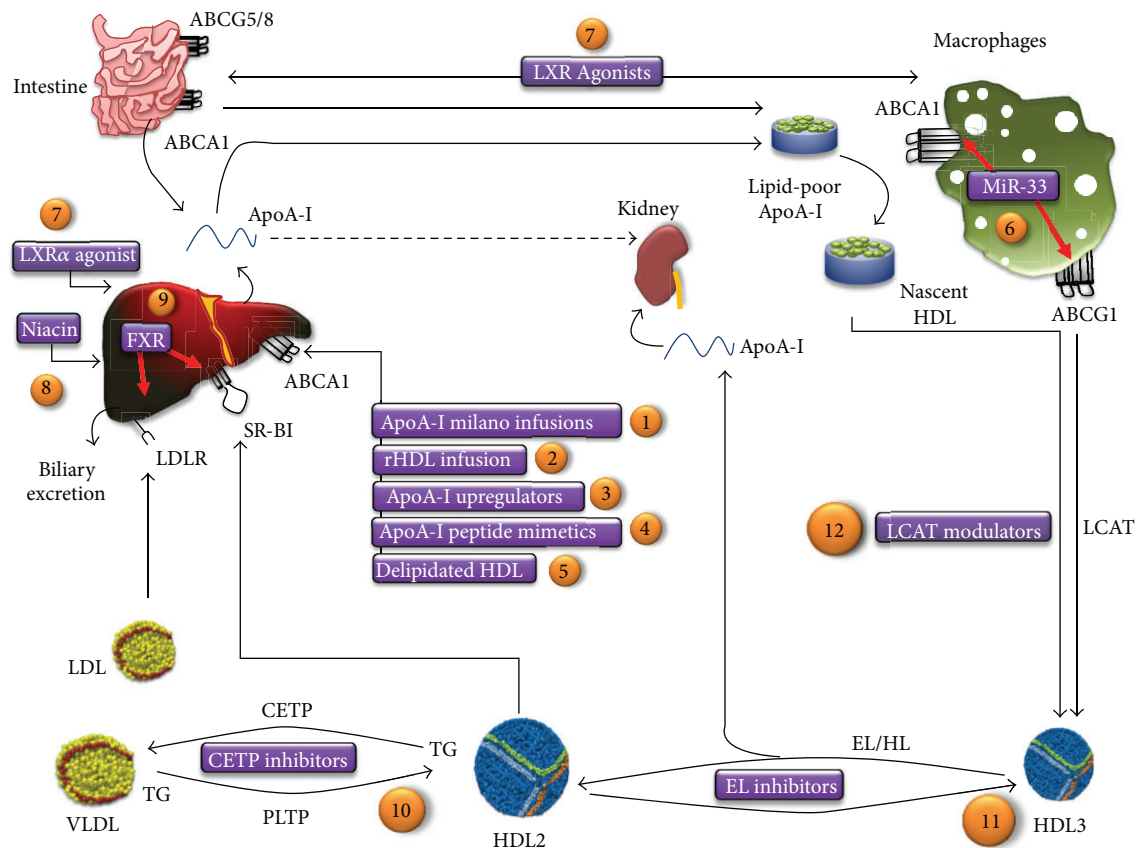 ABCG5/8
7
Macrophages
Intestine
LXR Agonists
ABCA1
ABCA1
MiR-33
Lipid-poor
ApoA-I
6
7
ApoA-I
Kidney
LXRα agonist
9
Nascent
HDL
ABCG1
Niacin
FXR
ApoA-I
8
ABCA1
SR-BI
ApoA-I milano infusions
1
LDLR
rHDL infusion
2
Biliary
excretion
ApoA-I upregulators
3
12
LCAT modulators
LCAT
ApoA-I peptide mimetics
4
Delipidated HDL
5
LDL
CETP
TG
EL/HL
CETP inhibitors
EL inhibitors
TG
10
11
VLDL
PLTP
HDL2
HDL3